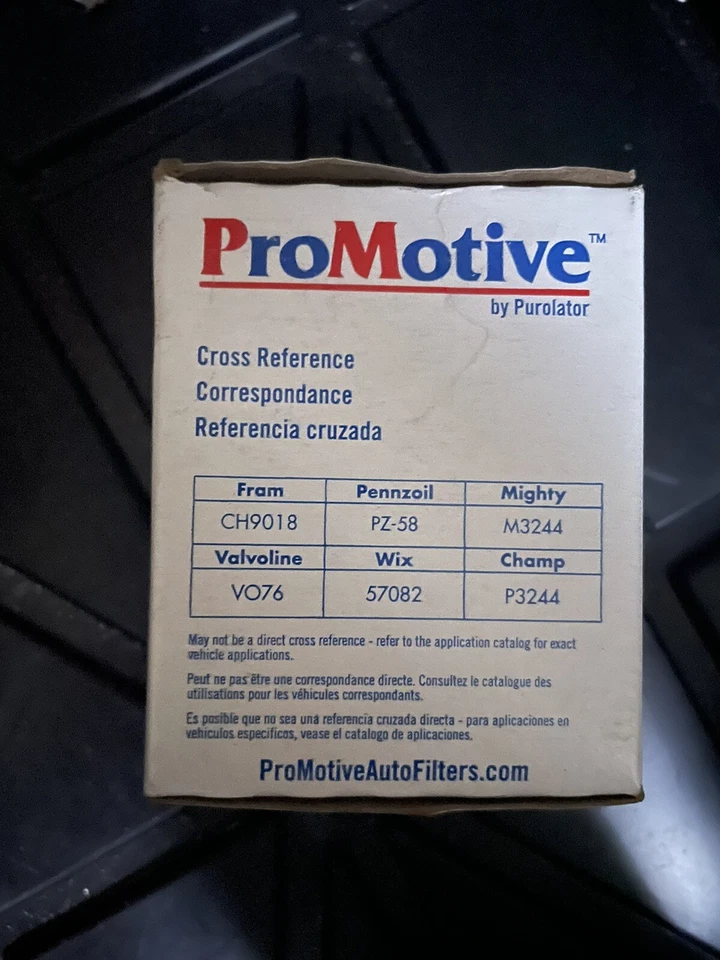 ProMotive™
by Purolator
Cross Reference
Correspondance
Referencia cruzada
Fram Pennzoil Mighty
CH9018 PZ-58 M3244
Valvoline Wix Champ
VO76 57082 P3244
May not be a direct cross reference - refer to the application catalog for exact
vehicle applications.
Peut ne pas être une correspondance directe. Consultez le catalogue des
utilisations pour les véhicules correspondants.
Es posible que no sea una referencia cruzada directa - para aplicaciones en
vehiculos especificos, vease el catalogo de aplicaciones.
ProMotiveAutoFilters.com